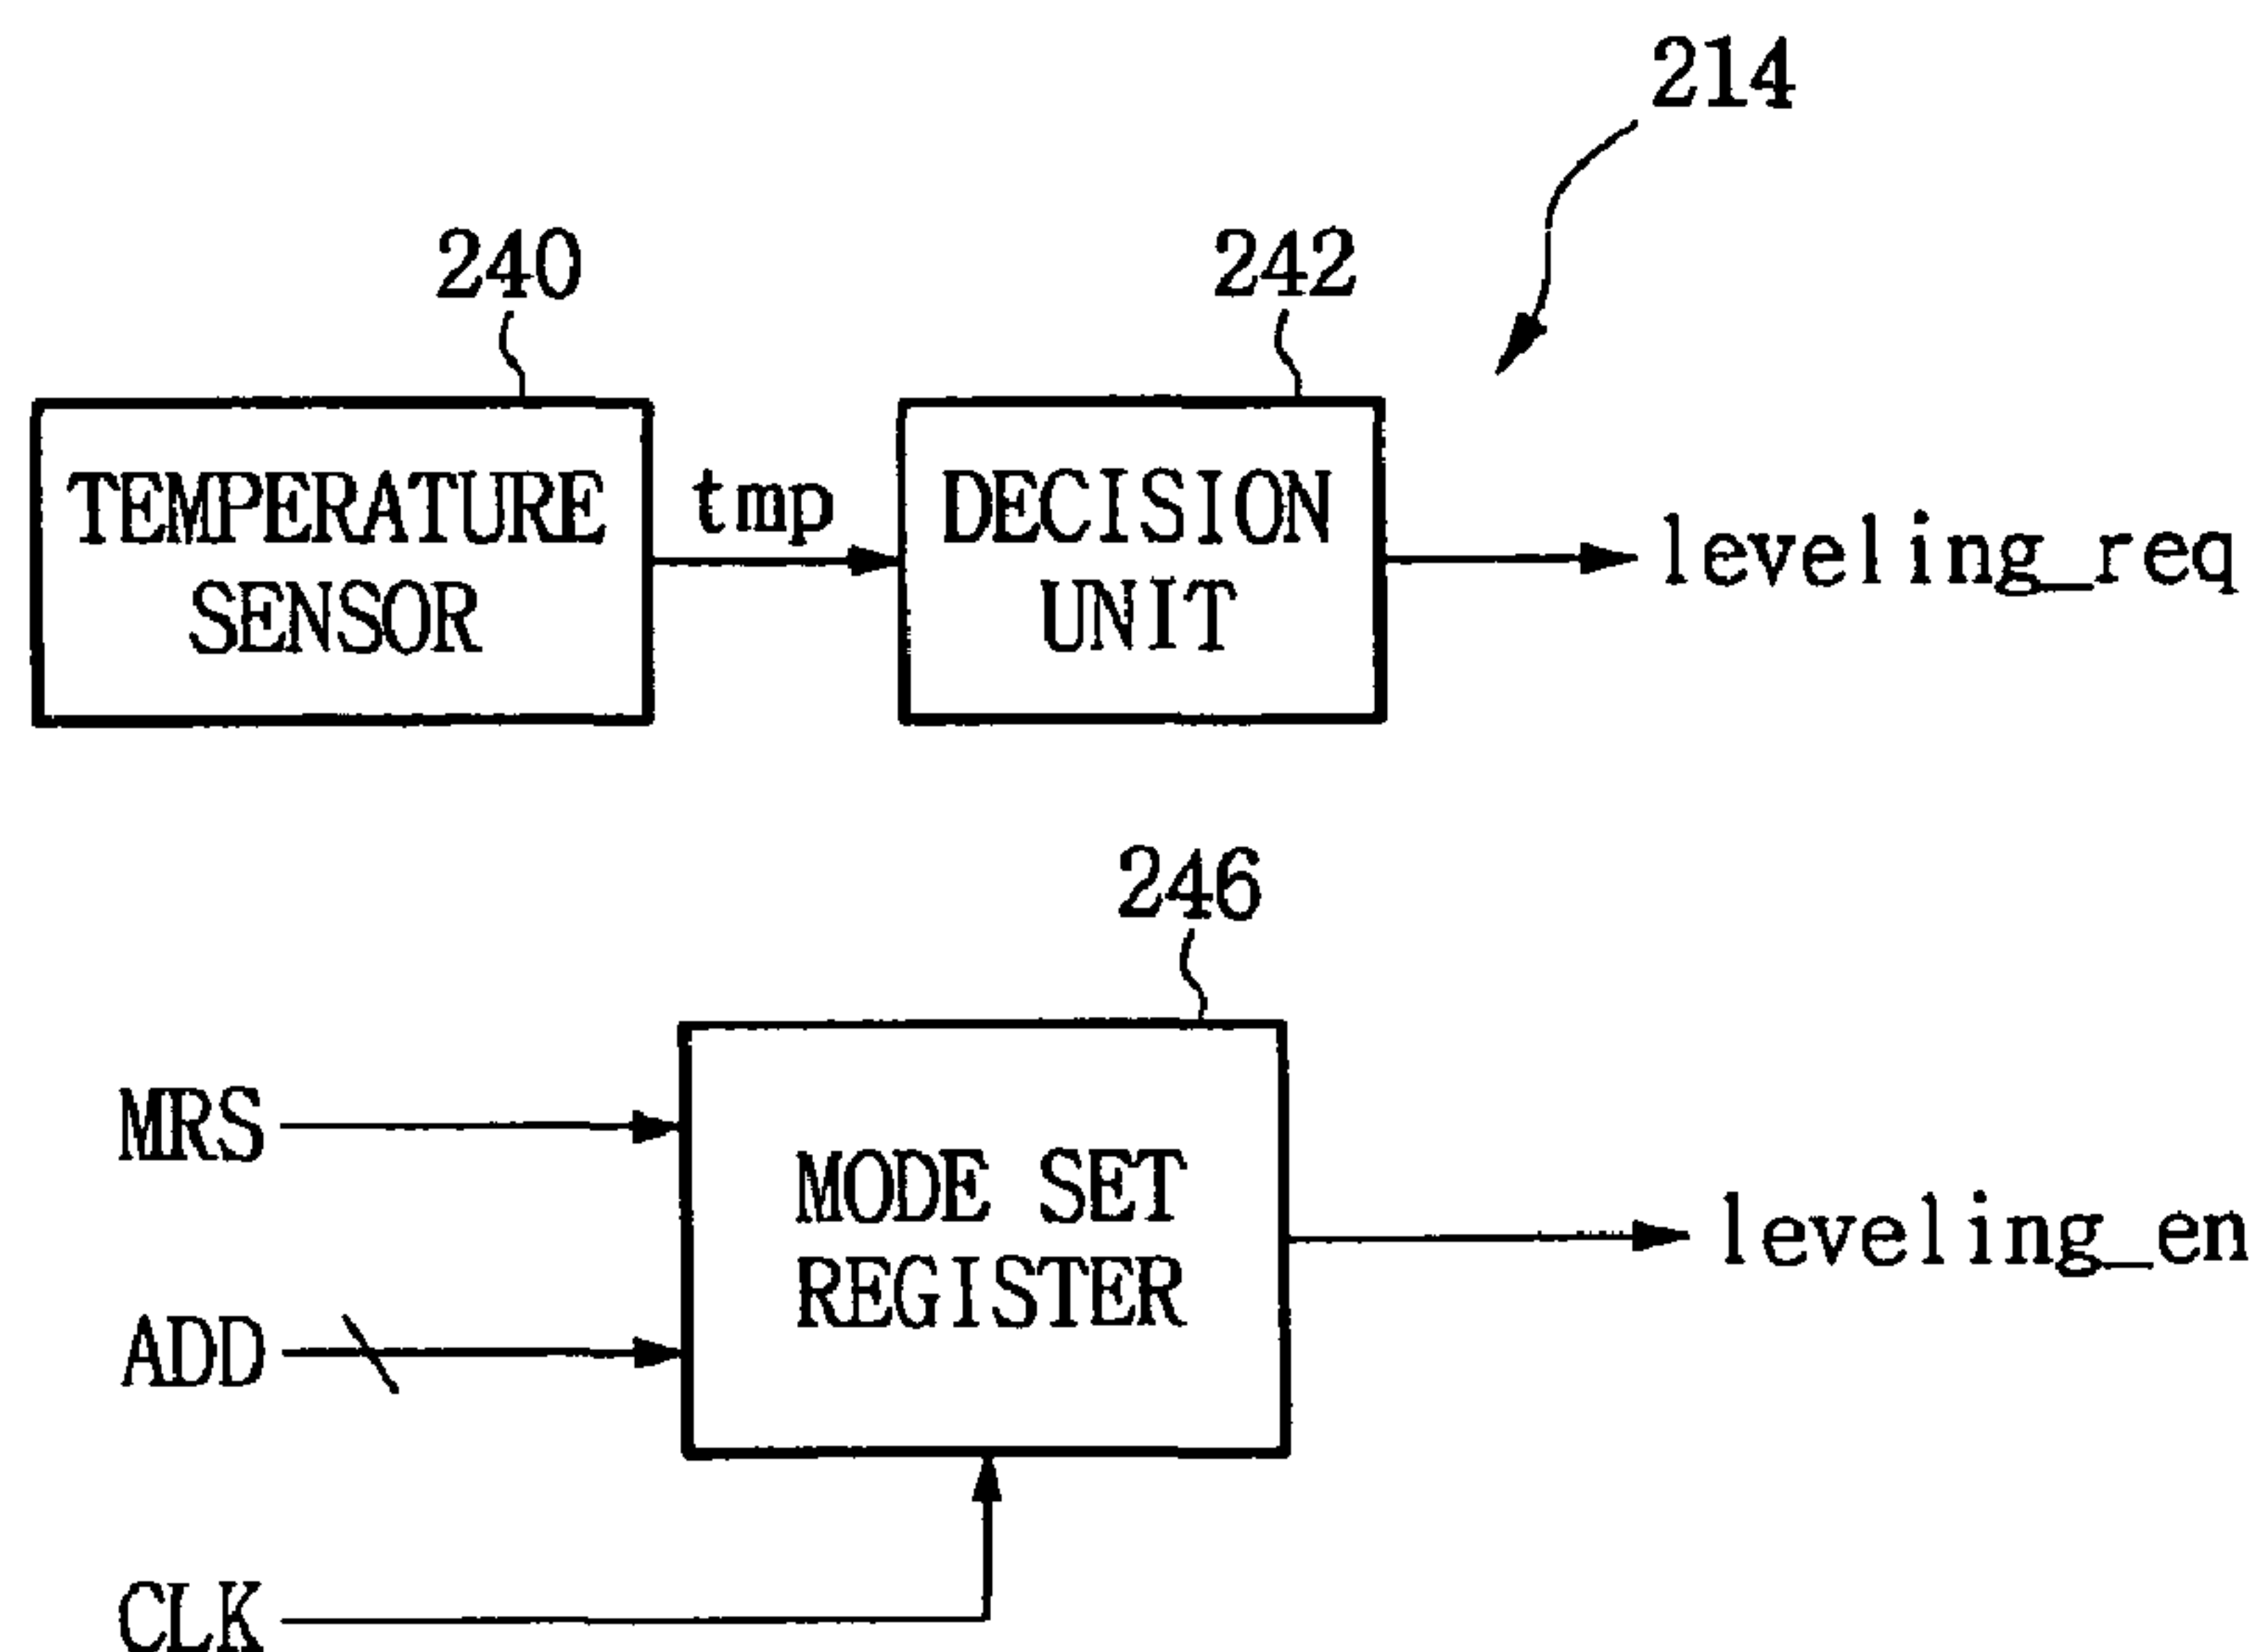 214
240
242
TEMPERATURE
SENSOR
tmp
DECISION
UNIT
leveling_req
246
MRS
MODE SET
REGISTER
leveling_en
ADD
CLK